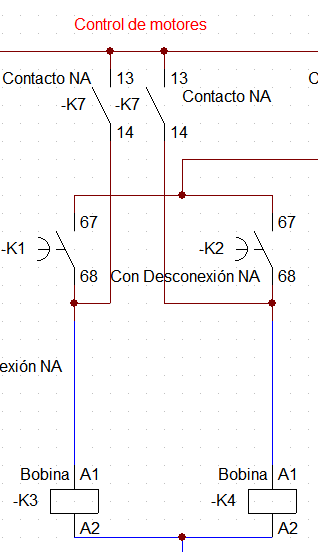 Control de motores
Contacto NA 13 13 C
-K7 -K7 Contacto NA
14 14
67 67
-K1 -K2
68 Con Desconexión NA 68
exión NA
Bobina A1 Bobina A1
-K3 -K4
A2 A2